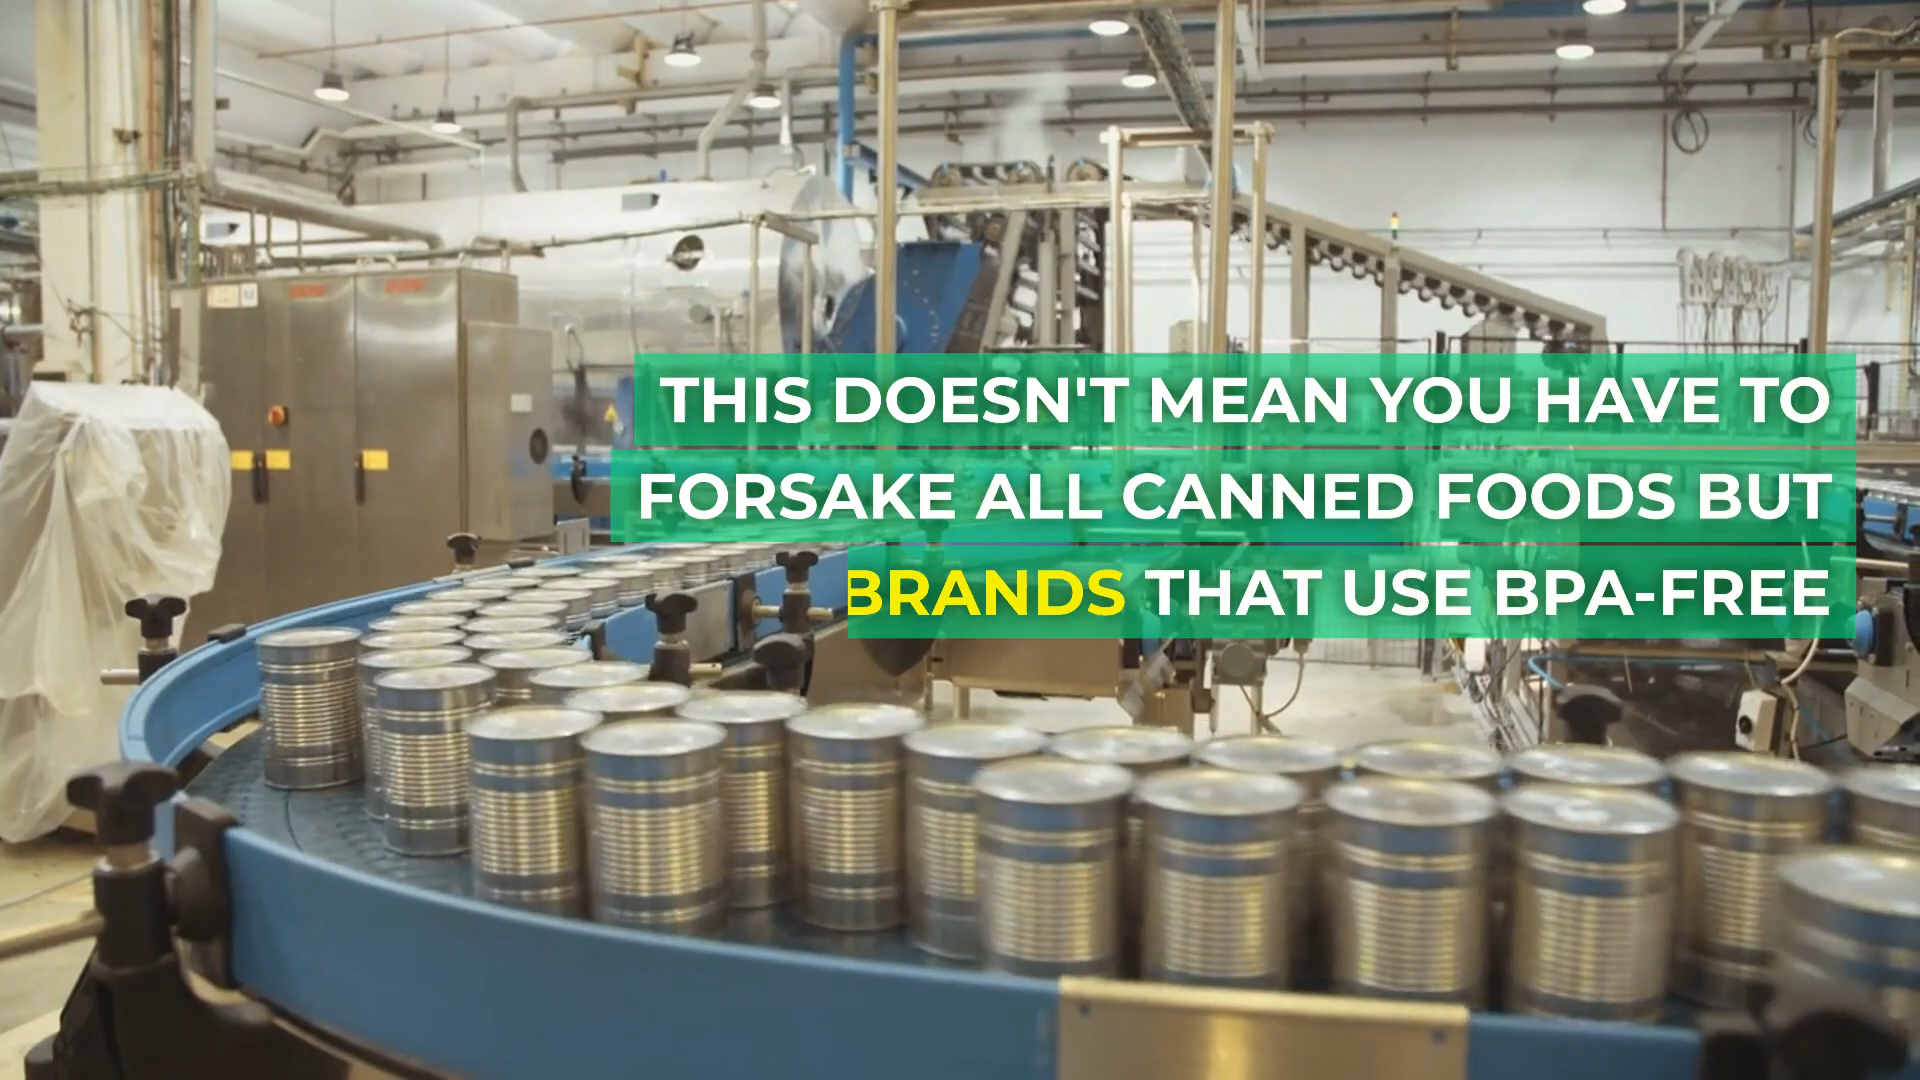 THIS DOESN'T MEAN YOU HAVE TO
FORSAKE ALL CANNED FOODS BUT
BRANDS THAT USE BPA-FREE